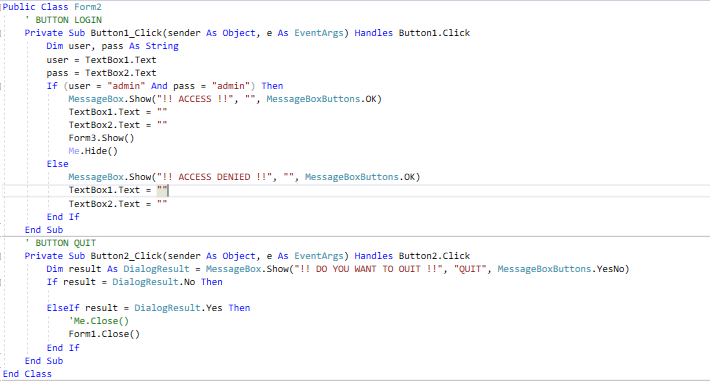 Public Class Form2
' BUTTON LOGIN
Private Sub Button1_Click(sender As Object, e As EventArgs) Handles Button1.Click
Dim user, pass As String
user = TextBox1.Text
pass = TextBox2.Text
If (user = "admin" And pass = "admin") Then
MessageBox.Show("!! ACCESS !!", "", MessageBoxButtons.OK)
TextBox1.Text = ""
TextBox2.Text = ""
Form3.Show()
Me.Hide()
Else
MessageBox.Show("!! ACCESS DENIED !!", "", MessageBoxButtons.OK)
TextBox1.Text = ""
TextBox2.Text = ""
End If
End Sub
' BUTTON QUIT
Private Sub Button2_Click(sender As Object, e As EventArgs) Handles Button2.Click
Dim result As DialogResult = MessageBox.Show("!! DO YOU WANT TO OUIT !!", "QUIT", MessageBoxButtons.YesNo)
If result = DialogResult.No Then
ElseIf result = DialogResult.Yes Then
'Me.Close()
Form1.Close()
End If
End Sub
End Class